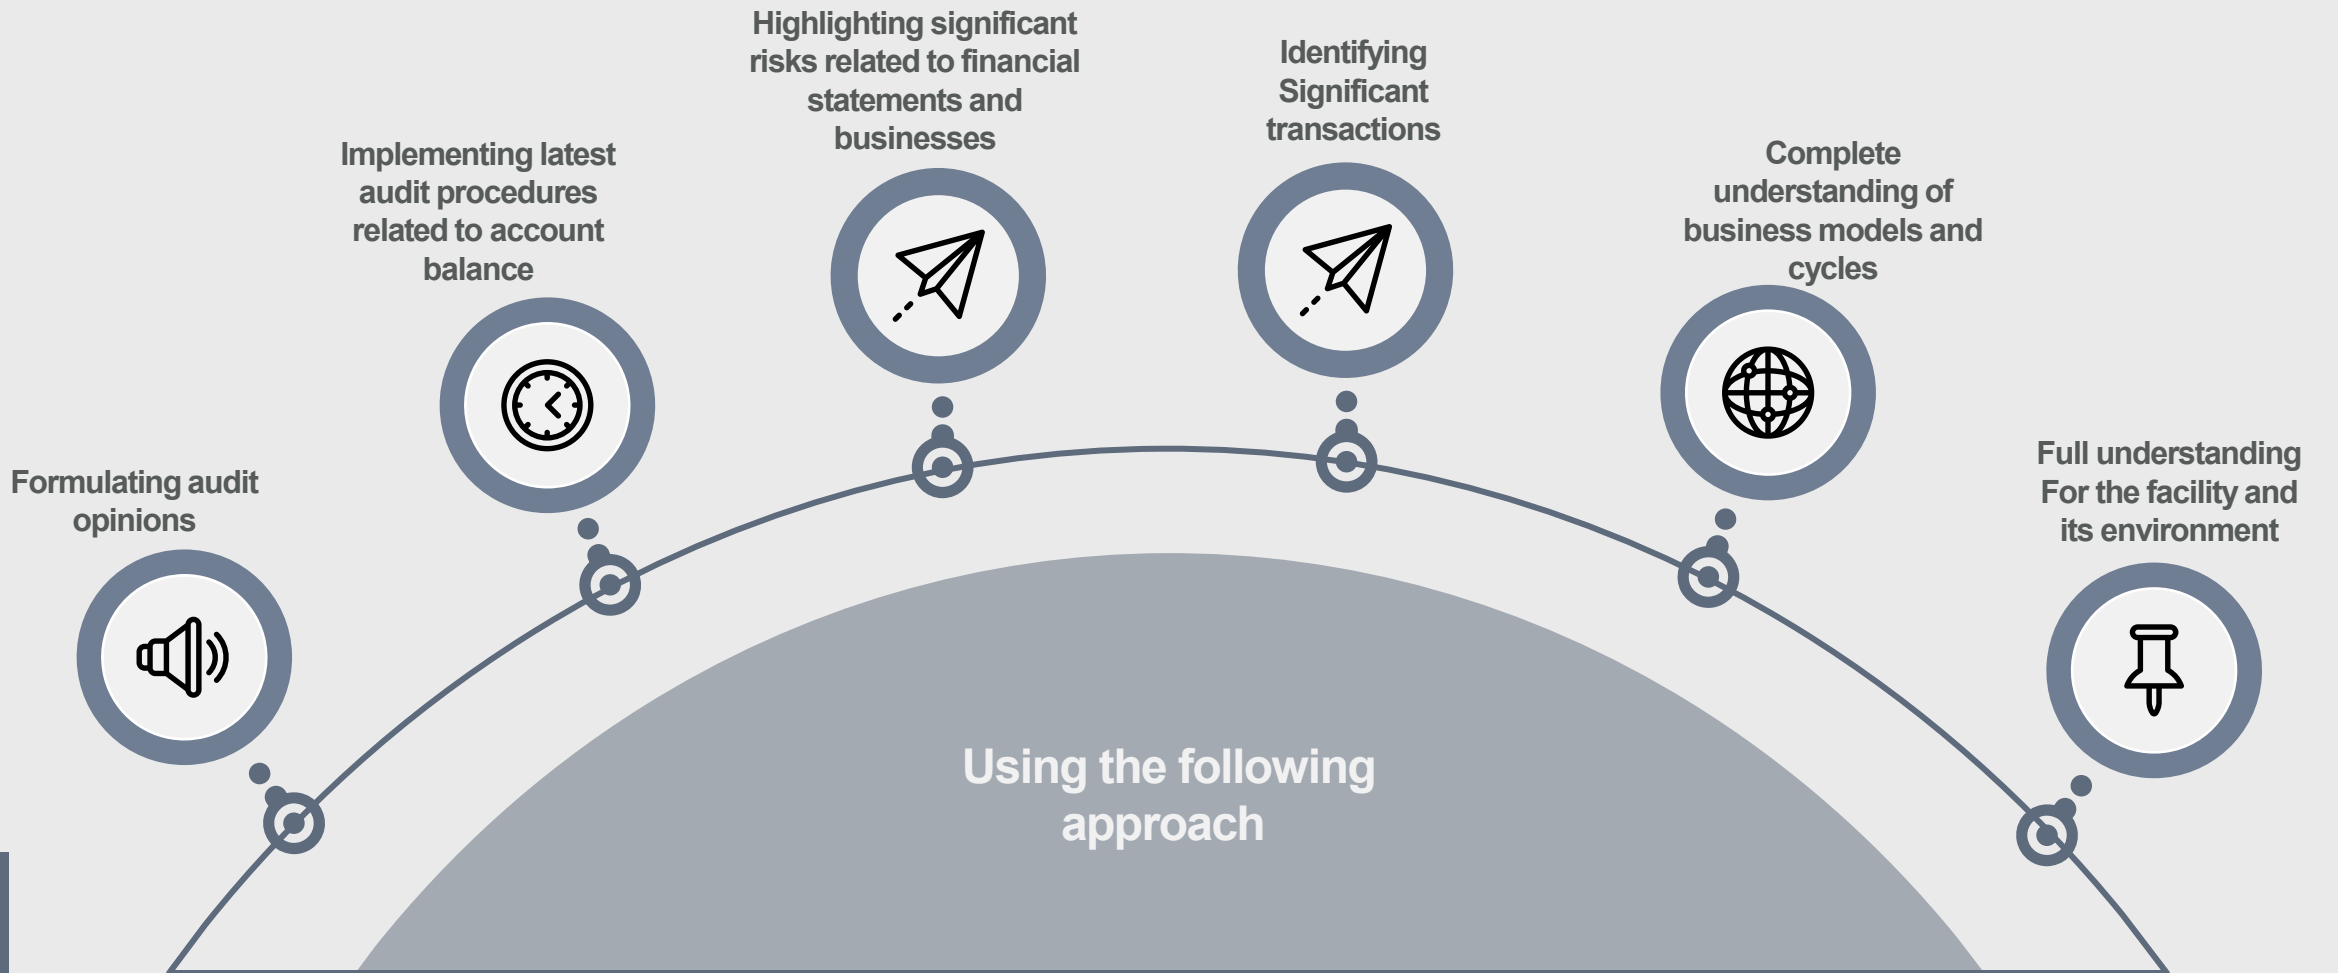 Highlighting significant
risks related to financial
statements and
businesses
Identifying
Significant
transactions
Implementing latest
audit procedures
related to account
balance
Complete
understanding of
business models and
cycles
Formulating audit
opinions
Full understanding
For the facility and
its environment
Using the following
approach